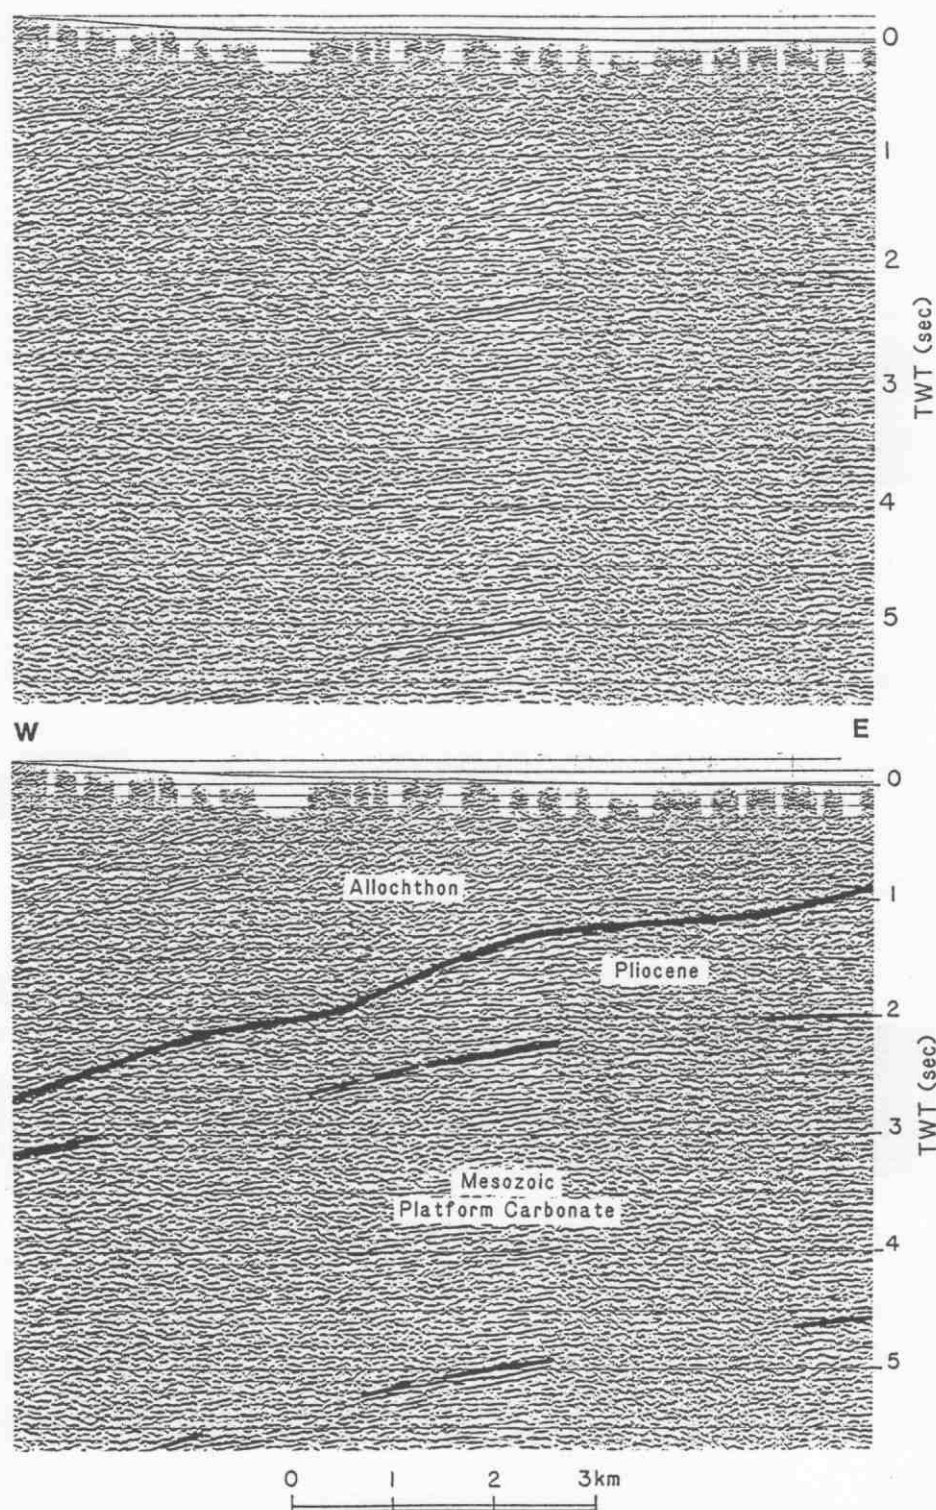 0
1
2
3
4
5
TWT (sec)
W E
0
1
2
3
4
5
TWT (sec)
Allochthon
Pliocene
Mesozoic
Platform Carbonate
0 1 2 3km